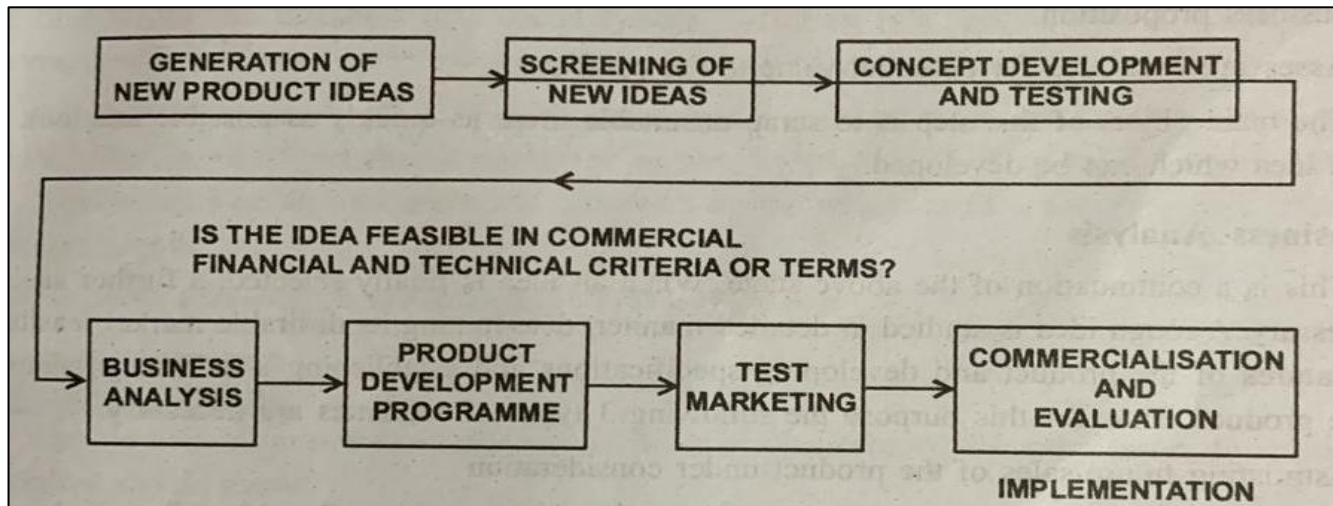 GENERATION OF
NEW PRODUCT IDEAS
SCREENING OF
NEW IDEAS
CONCEPT DEVELOPMENT
AND TESTING
IS THE IDEA FEASIBLE IN COMMERCIAL
FINANCIAL AND TECHNICAL CRITERIA OR TERMS?
BUSINESS
ANALYSIS
PRODUCT
DEVELOPMENT
PROGRAMME
TEST
MARKETING
COMMERCIALISATION
AND
EVALUATION
IMPLEMENTATION